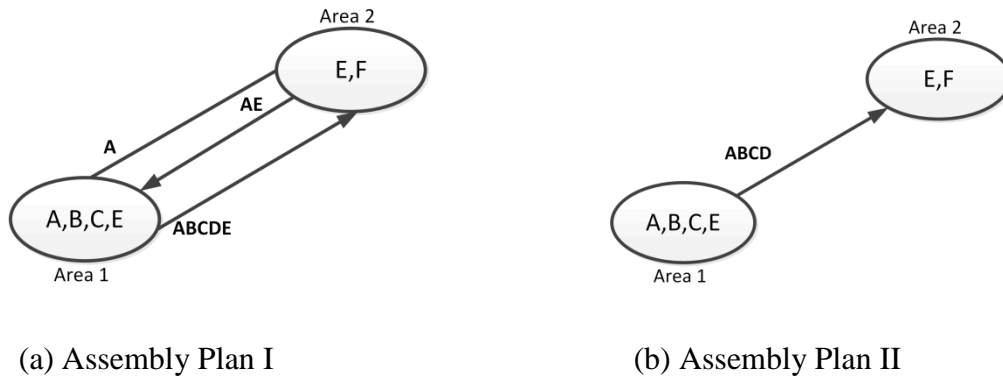 Area 2
E,F
AE
A
A,B,C,E
ABCDE
Area 1
(a) Assembly Plan I
Area 2
E,F
ABCD
A,B,C,E
Area 1
(b) Assembly Plan II